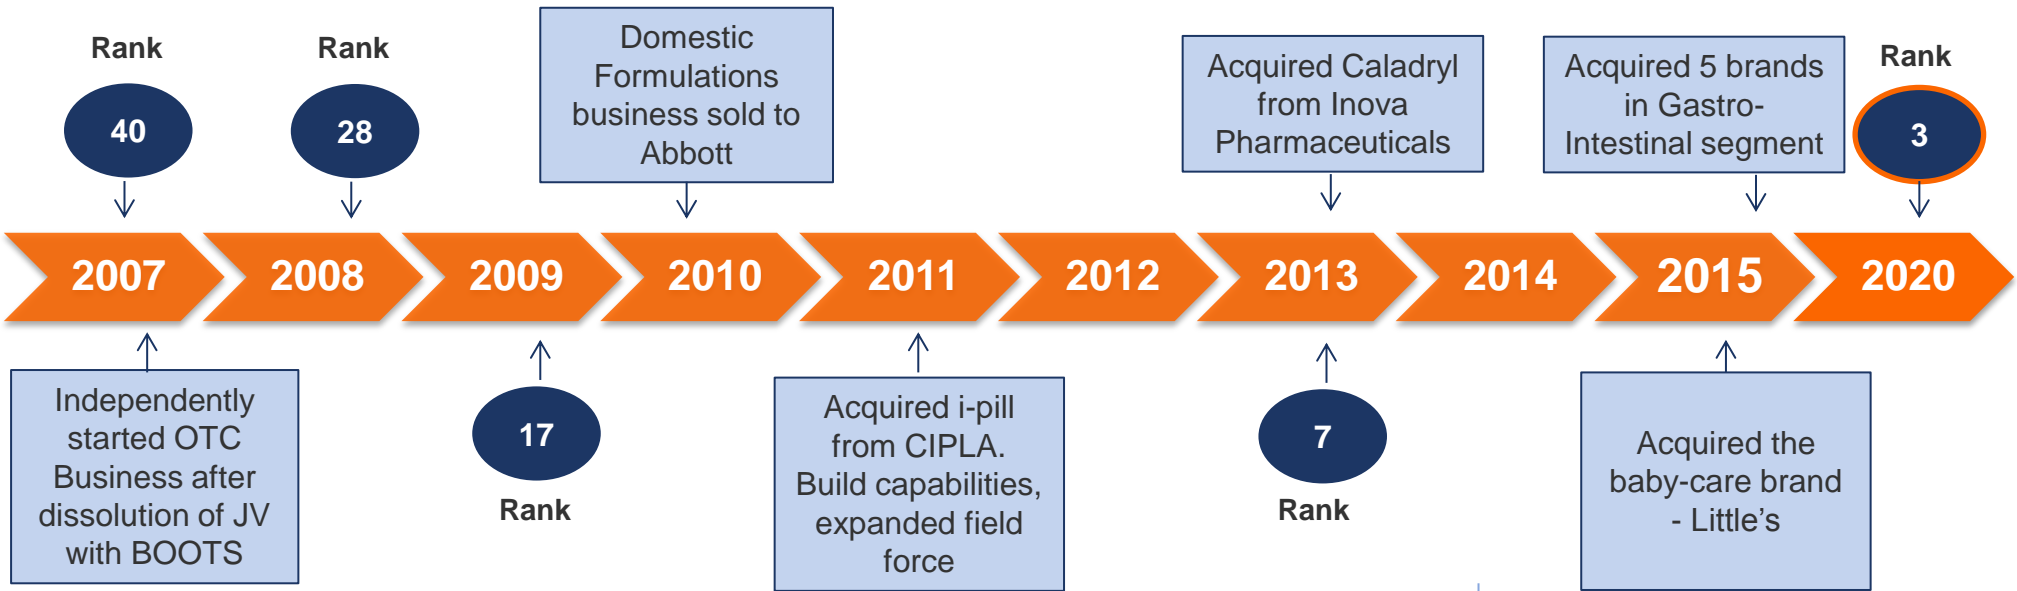 Rank
40
Rank
28
Domestic
Formulations
business sold to
Abbott
Acquired Caladryl
from Inova
Pharmaceuticals
Acquired 5 brands
in Gastro-
Intestinal segment
Rank
3
2007
2008
2009
2010
2011
2012
2013
2014
2015
2020
Independently
started OTC
Business after
dissolution of JV
with BOOTS
17
Rank
Acquired i-pill
from CIPLA.
Build capabilities,
expanded field
force
7
Rank
Acquired the
baby-care brand
- Little's